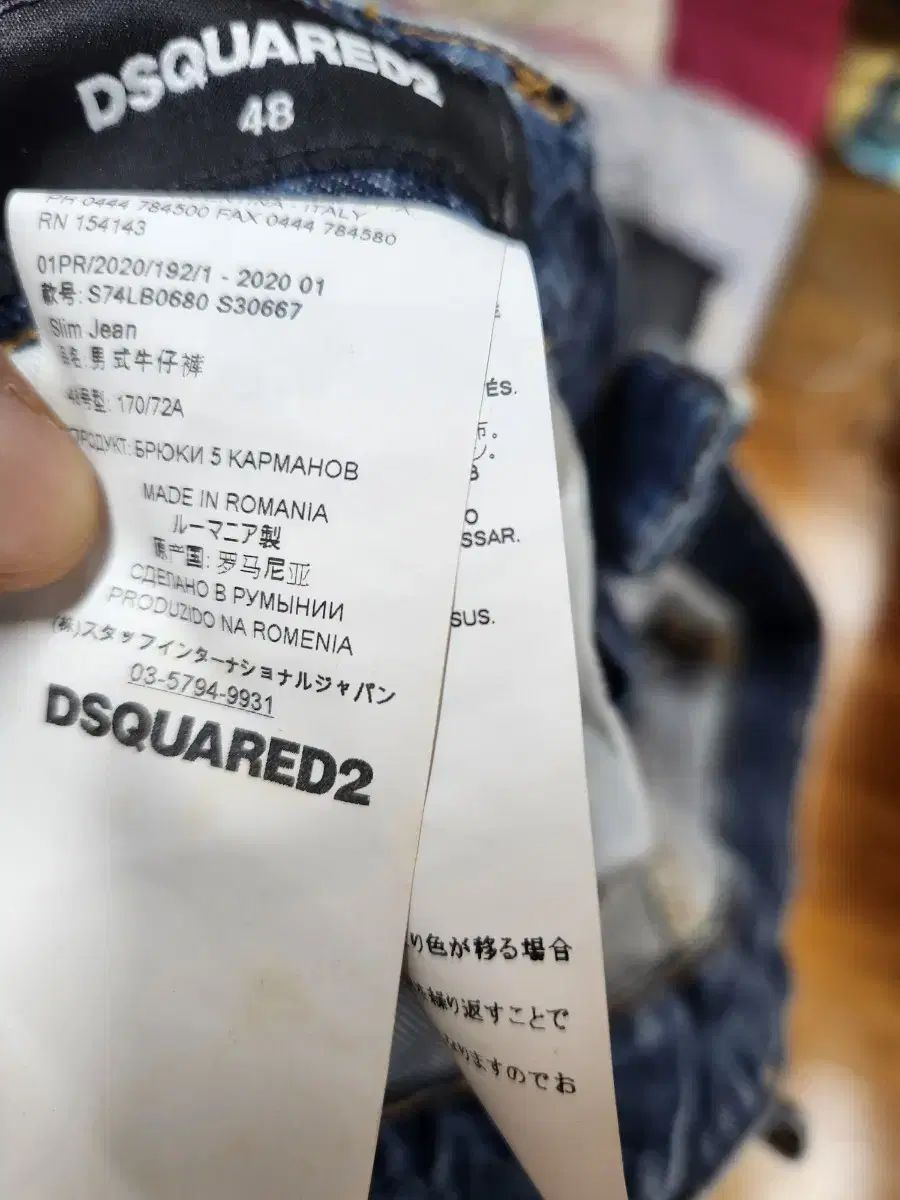 DSQUARED2
48
PH 0444 784500 FAX 0444 784580
RN 154143
01PR/2020/192/1 - 2020 01
款号: S74LB0680 S30667
Slim Jean
品名: 男式牛仔裤
号型: 170/72A
ПРОДУКТ: БРЮКИ 5 КАРМАНОВ
MADE IN ROMANIA
ルーマニア製
原产国: 罗马尼亚
СДЕЛАНО В РУМЫНИИ
PRODUZIDO NA ROMENIA
(株)スタッフインターナショナルジャパン
03-5794-9931
DSQUARED2
ÉS.
布。
ン。
O
SSAR.
SUS.
り色が移る場合
繰り返すことで
りますのでお